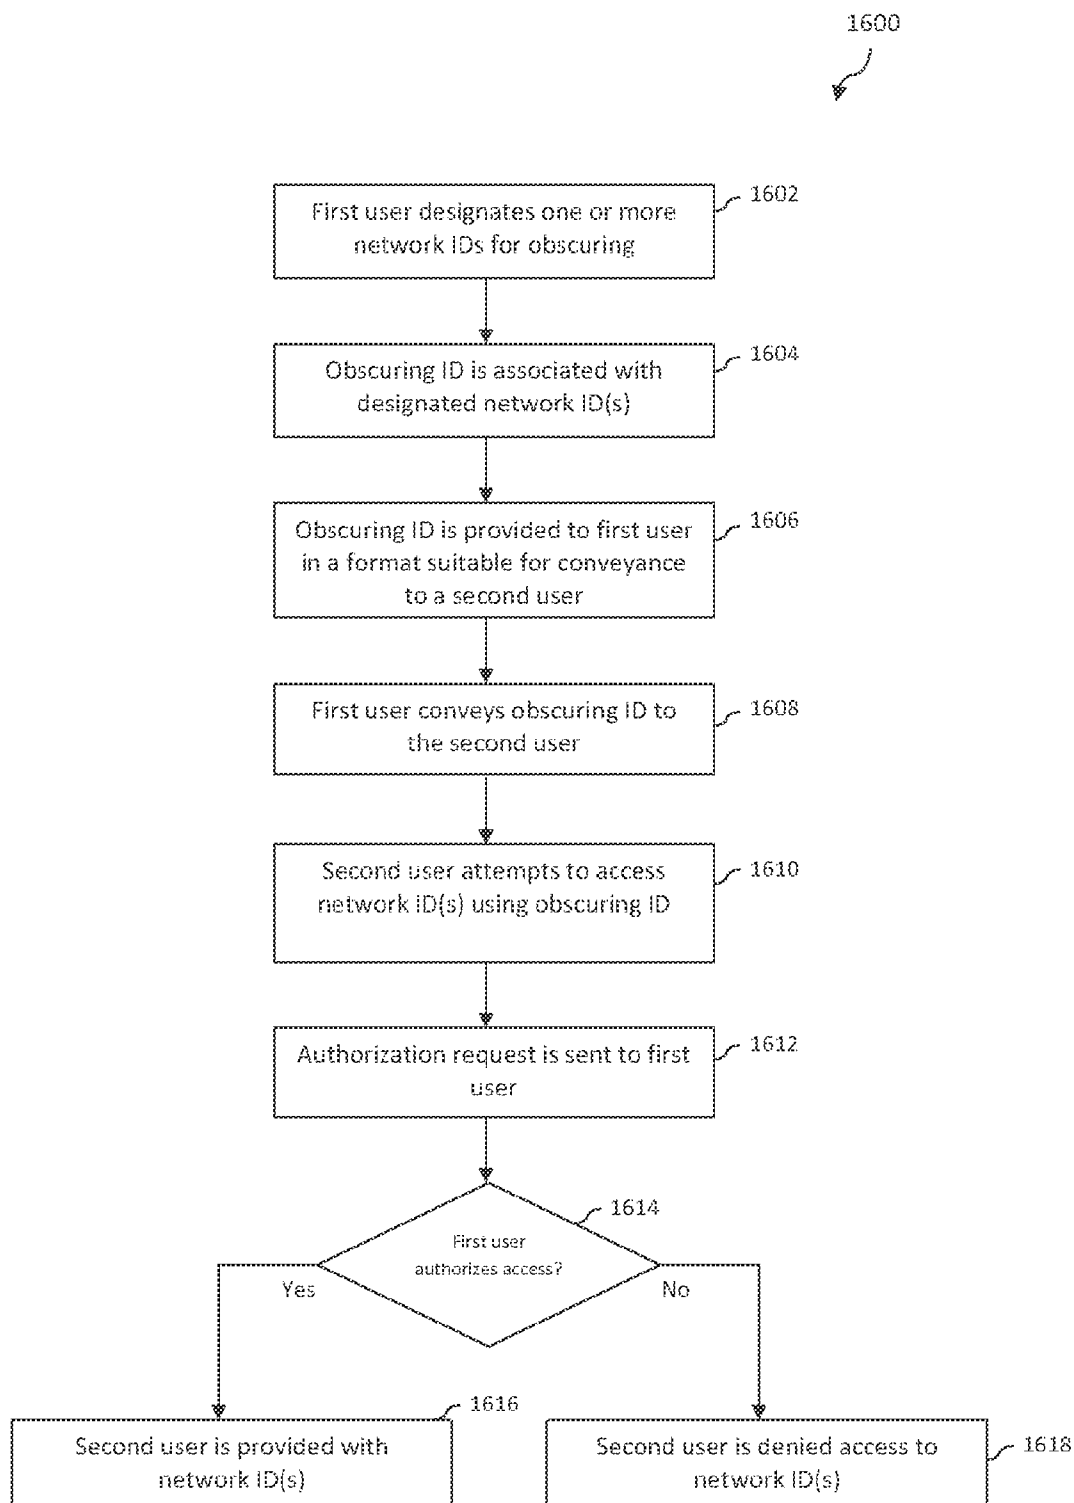 1600
1602
First user designates one or more
network IDs for obscuring
1604
Obscuring ID is associated with
designated network ID(s)
1606
Obscuring ID is provided to first user
in a format suitable for conveyance
to a second user
1608
First user conveys obscuring ID to
the second user
1610
Second user attempts to access
network ID(s) using obscuring ID
1612
Authorization request is sent to first
user
1614
First user
authorizes access?
Yes
No
1616
Second user is provided with
network ID(s)
1618
Second user is denied access to
network ID(s)